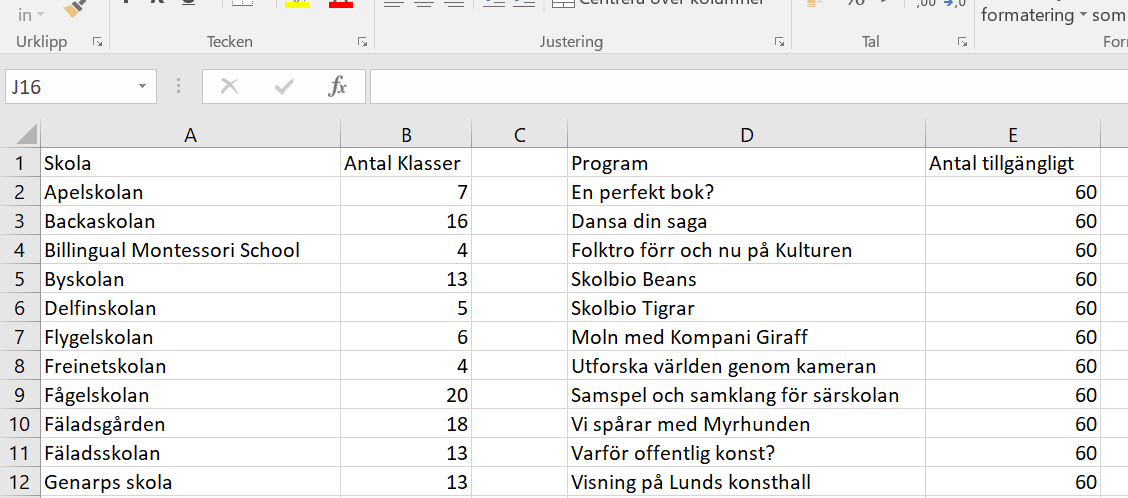 in
Urklipp Tecken Justering Tal
formatering som
J16 fx
A B C D E
1 Skola Antal Klasser Program Antal tillgängligt
2 Apelskolan 7 En perfekt bok? 60
3 Backaskolan 16 Dansa din saga 60
4 Billingual Montessori School 4 Folktro förr och nu på Kulturen 60
5 Byskolan 13 Skolbio Beans 60
6 Delfinskolan 5 Skolbio Tigrar 60
7 Flygelskolan 6 Moln med Kompani Giraff 60
8 Freinetskolan 4 Utforska världen genom kameran 60
9 Fågelskolan 20 Samspel och samklang för särskolan 60
10 Fäladsgården 18 Vi spårar med Myrhunden 60
11 Fäladsskolan 13 Varför offentlig konst? 60
12 Genarps skola 13 Visning på Lunds konsthall 60